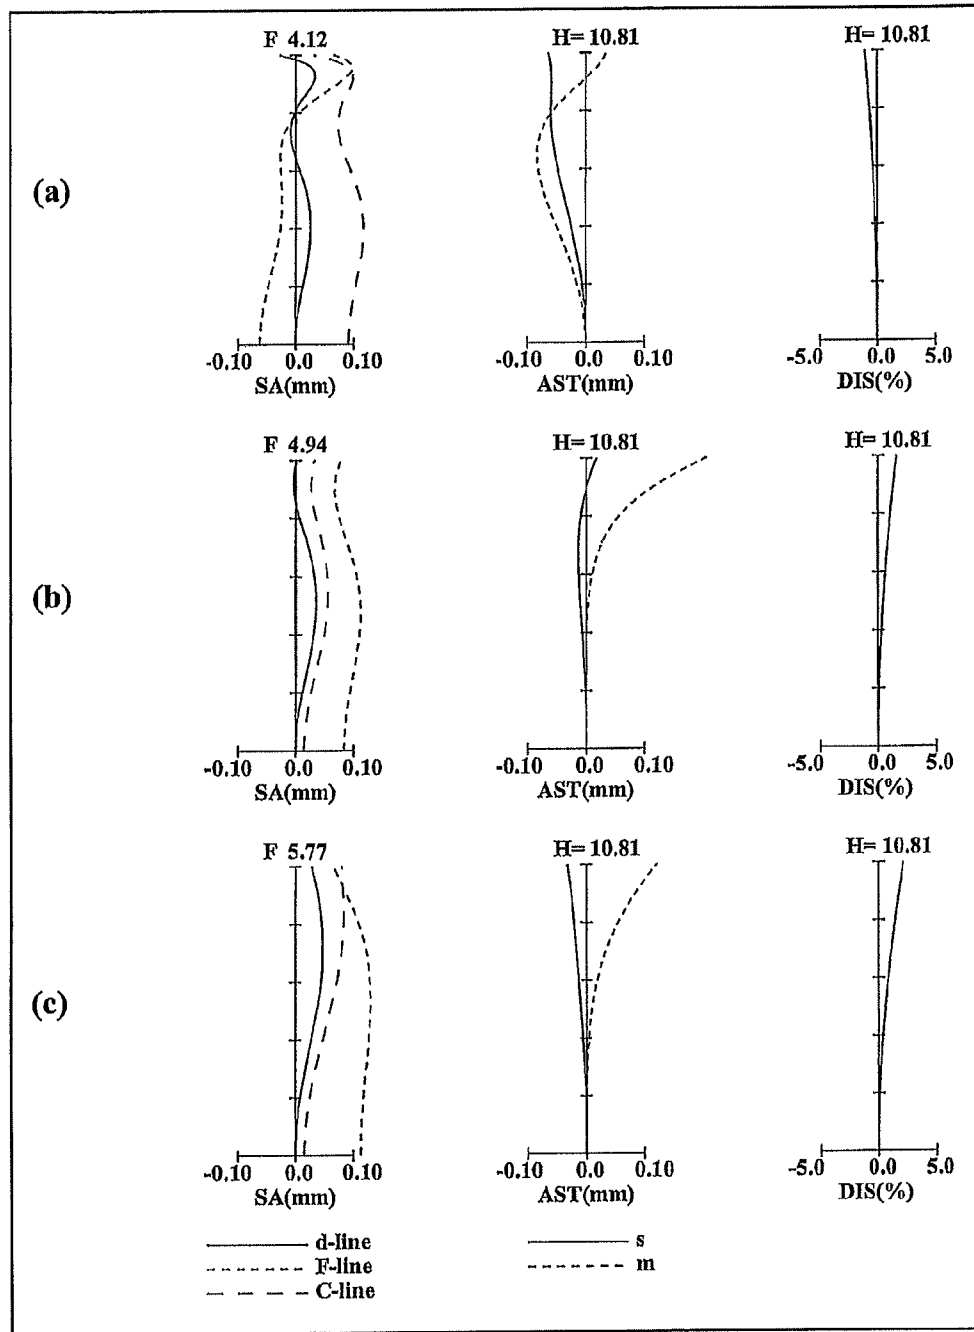 F 4.12 H= 10.81 H= 10.81
(a)
-0.10 0.0 0.10 -0.10 0.0 0.10 -5.0 0.0 5.0
SA(mm) AST(mm) DIS(%)
F 4.94 H= 10.81 H= 10.81
(b)
-0.10 0.0 0.10 -0.10 0.0 0.10 -5.0 0.0 5.0
SA(mm) AST(mm) DIS(%)
F 5.77 H= 10.81 H= 10.81
(c)
-0.10 0.0 0.10 -0.10 0.0 0.10 -5.0 0.0 5.0
SA(mm) AST(mm) DIS(%)
d-line s
F-line m
C-line